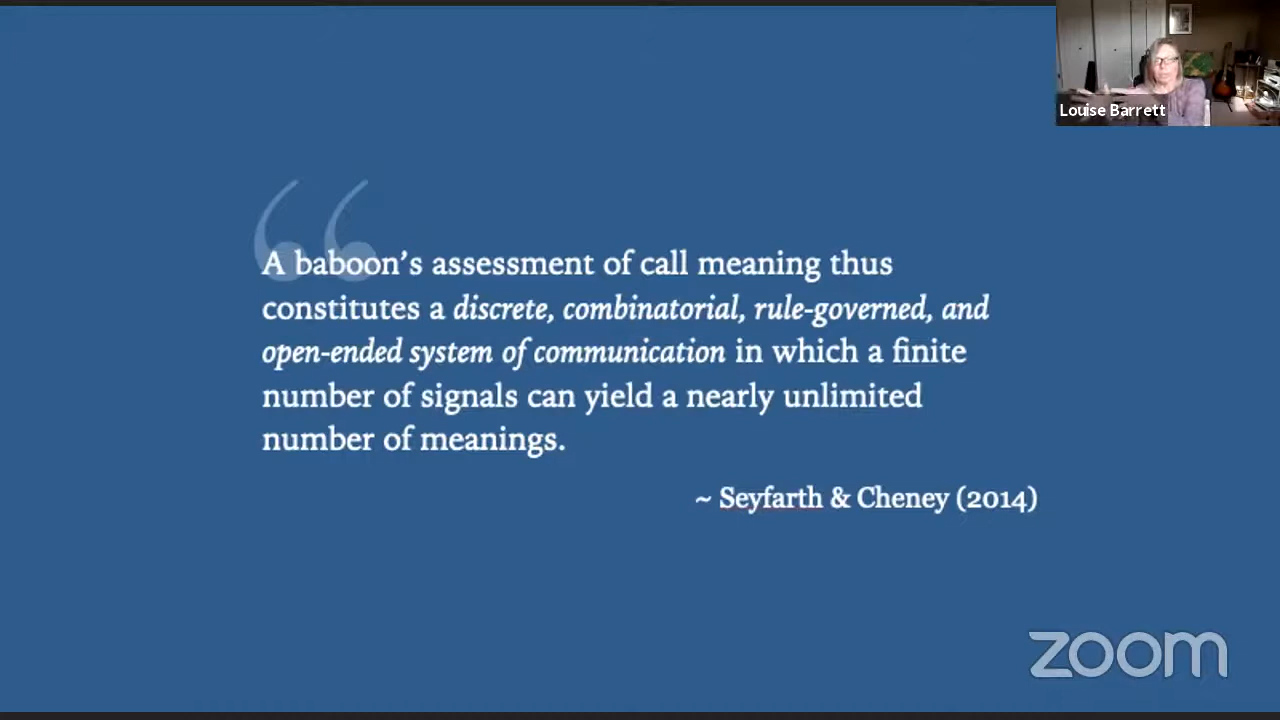 Louise Barrett
“
A baboon’s assessment of call meaning thus
constitutes a discrete, combinatorial, rule-governed, and
open-ended system of communication in which a finite
number of signals can yield a nearly unlimited
number of meanings.
~ Seyfarth & Cheney (2014)
zoom